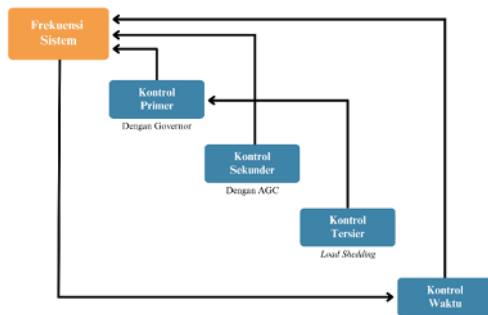 Frekuensi
Sistem
Kontrol
Primer
Dengan Governor
Kontrol
Sekunder
Dengan AGC
Kontrol
Tersier
Load Shedding
Kontrol
Waktu